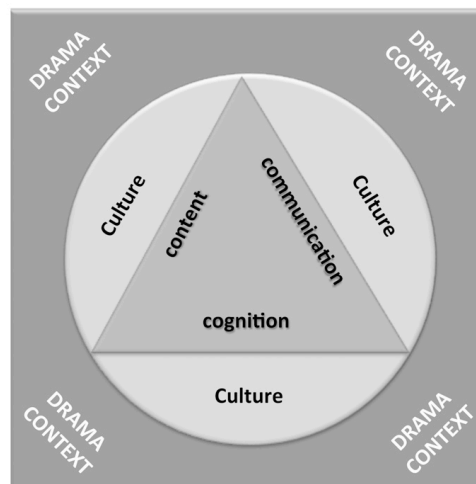 DRAMA
CONTEXT
DRAMA
CONTEXT
Culture
content
communication
Culture
cognition
Culture
DRAMA
CONTEXT
DRAMA
CONTEXT